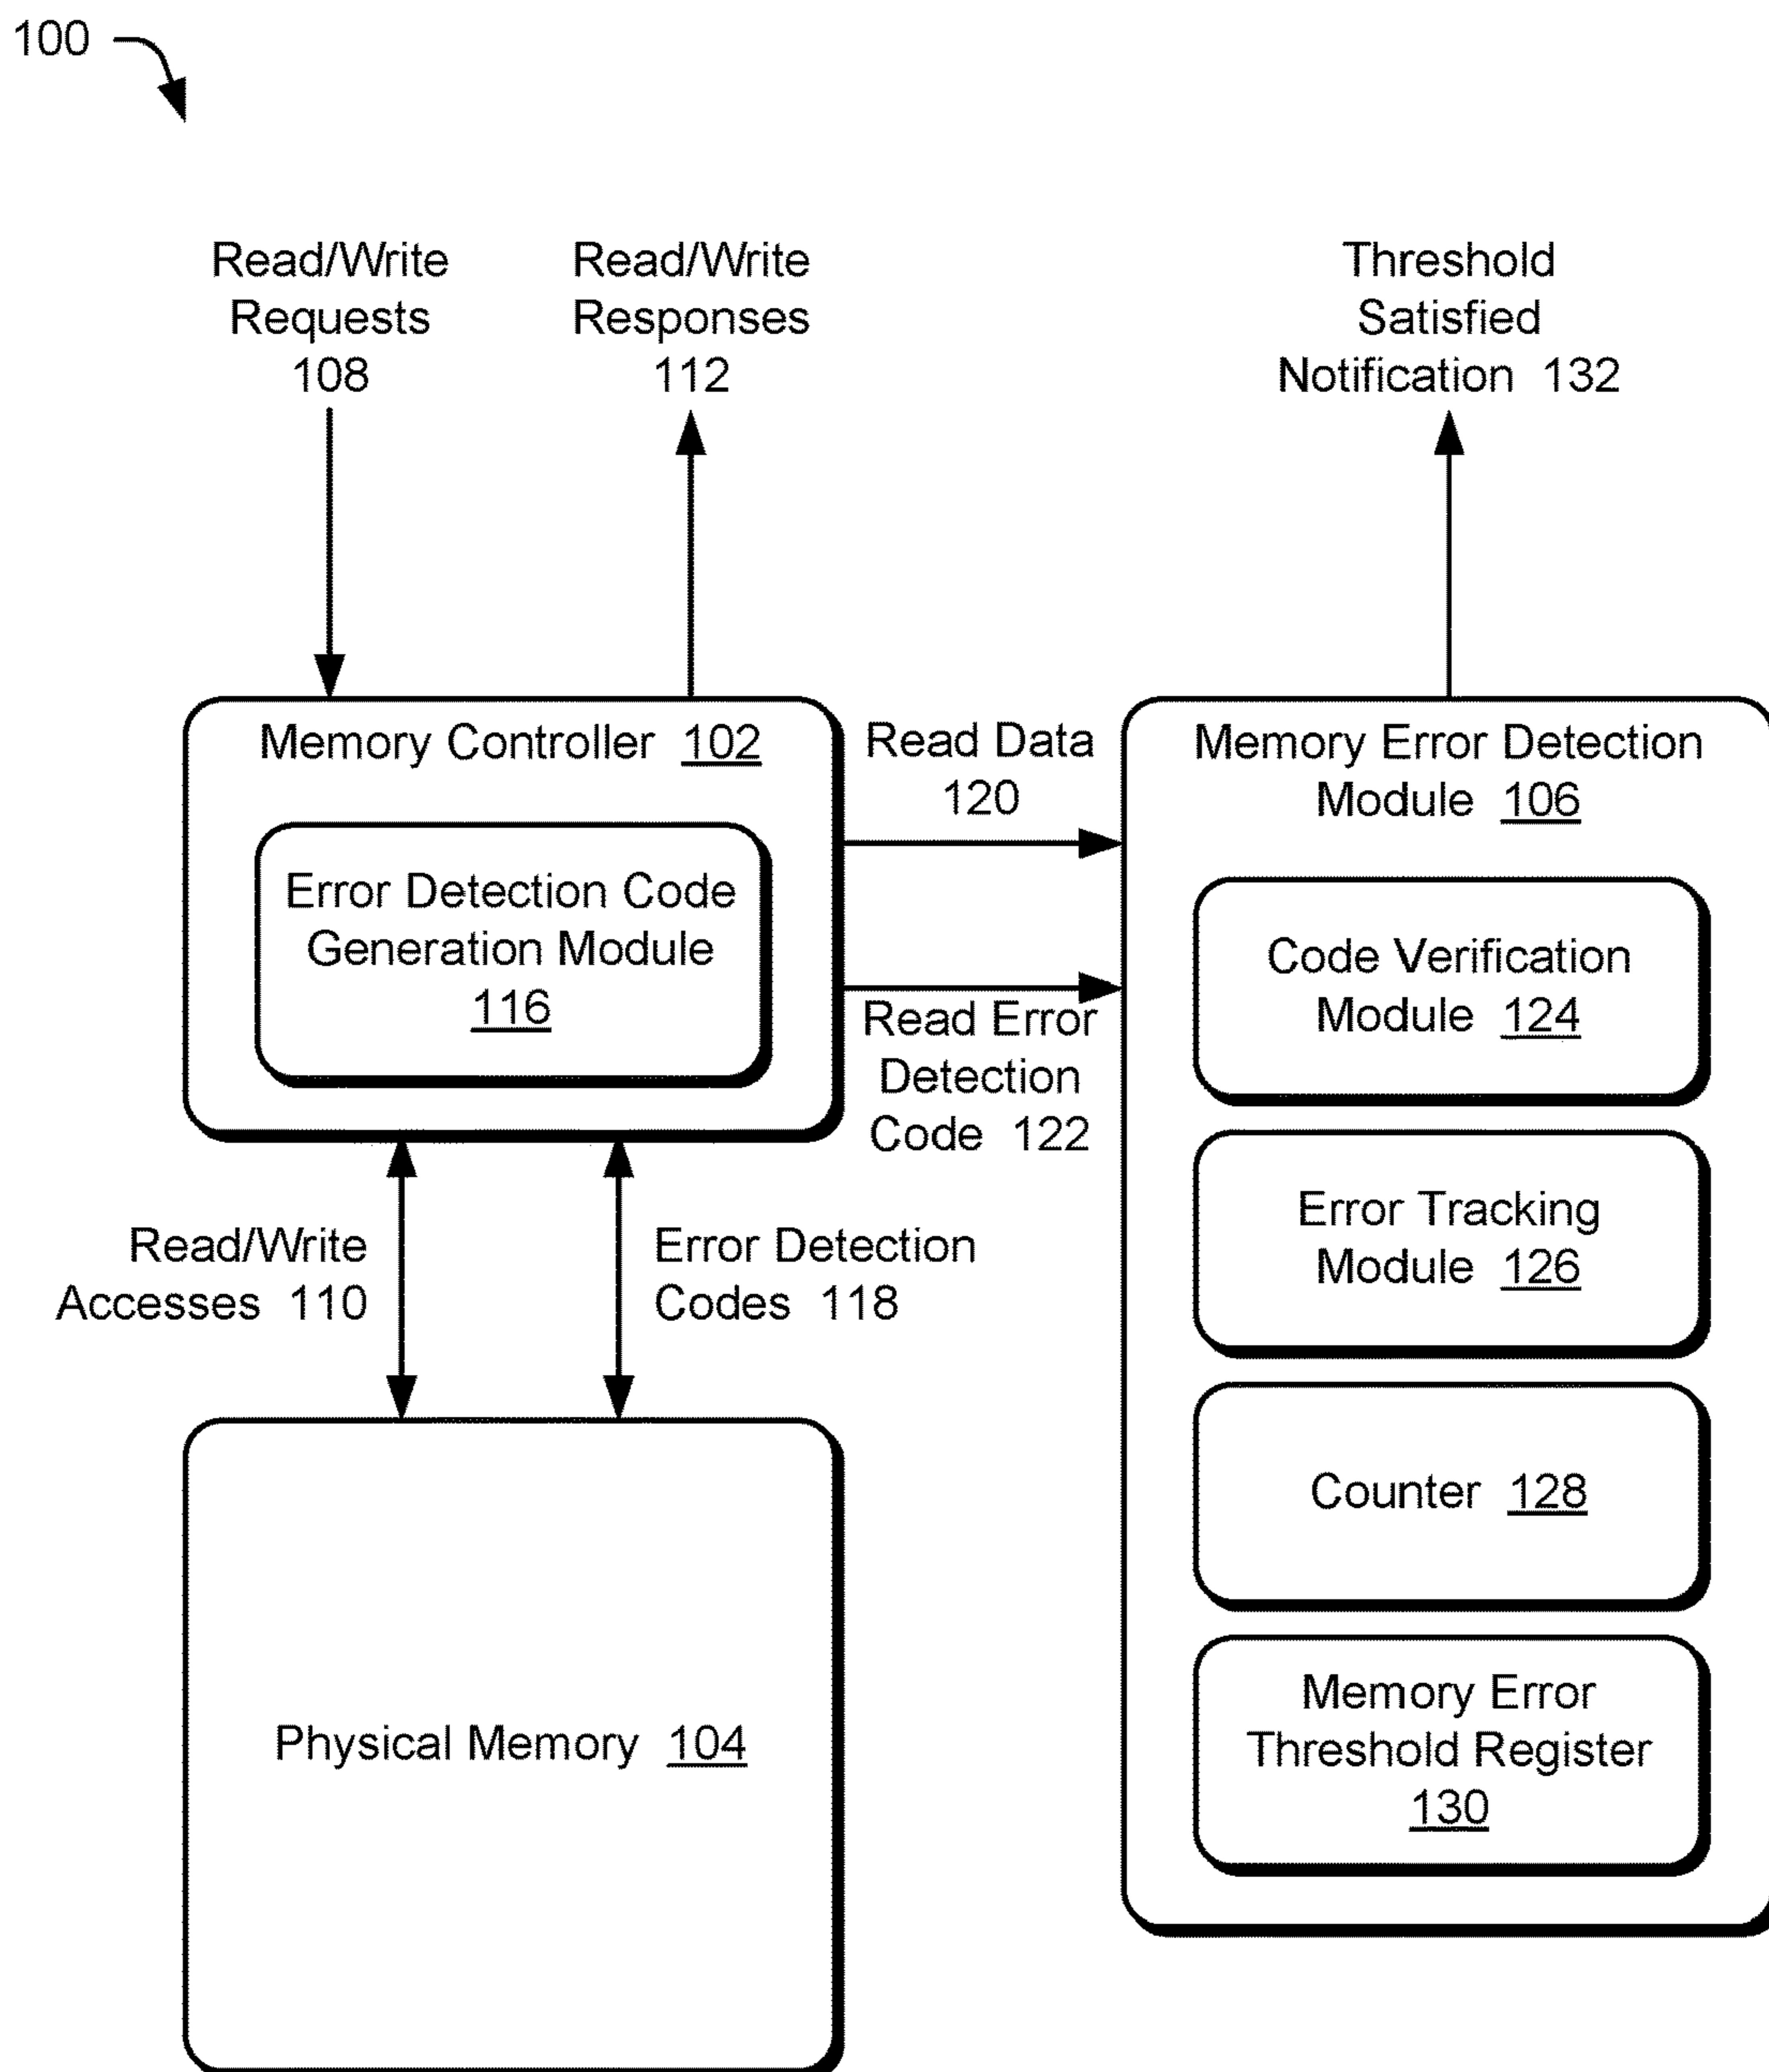 100
Read/Write
Requests
108
Read/Write
Responses
112
Threshold
Satisfied
Notification 132
Memory Controller 102
Error Detection Code
Generation Module
116
Read Data
120
Read Error
Detection
Code 122
Memory Error Detection
Module 106
Code Verification
Module 124
Error Tracking
Module 126
Counter 128
Memory Error
Threshold Register
130
Read/Write
Accesses 110
Error Detection
Codes 118
Physical Memory 104